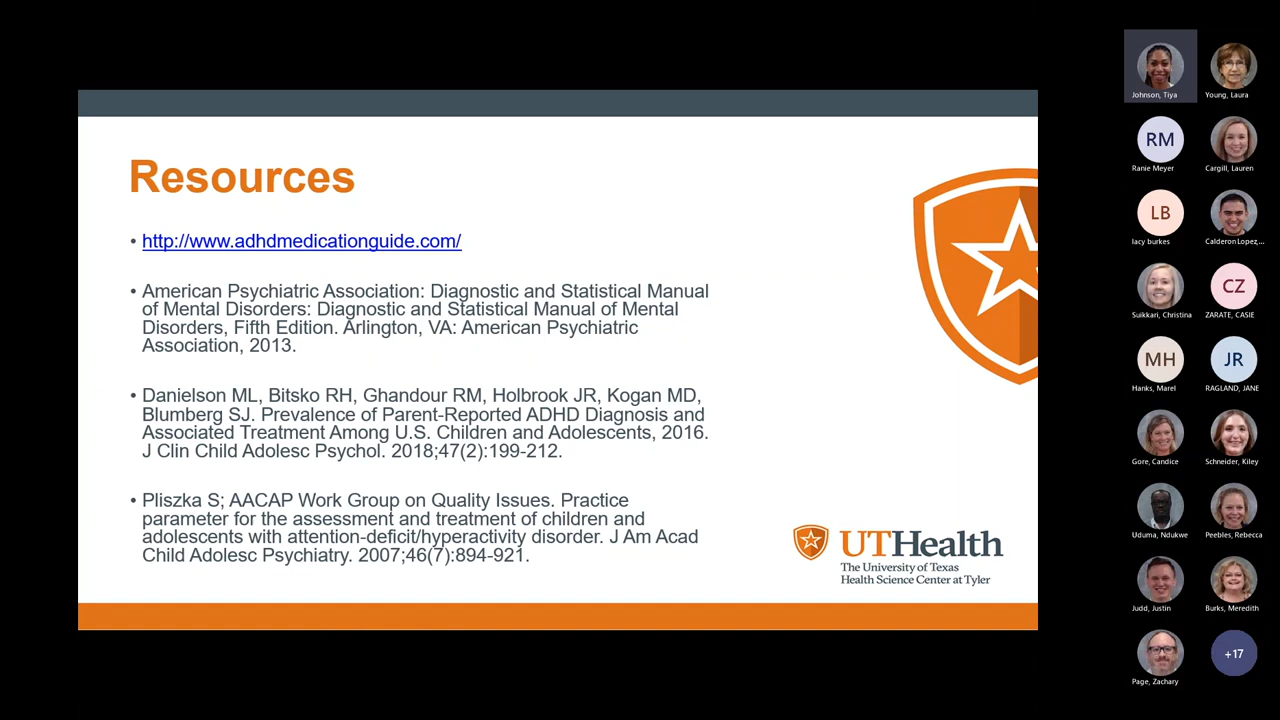 Resources
• http://www.adhdmedicationguide.com/
• American Psychiatric Association: Diagnostic and Statistical Manual
of Mental Disorders: Diagnostic and Statistical Manual of Mental
Disorders, Fifth Edition. Arlington, VA: American Psychiatric
Association, 2013.
• Danielson ML, Bitsko RH, Ghandour RM, Holbrook JR, Kogan MD,
Blumberg SJ. Prevalence of Parent-Reported ADHD Diagnosis and
Associated Treatment Among U.S. Children and Adolescents, 2016.
J Clin Child Adolesc Psychol. 2018;47(2):199-212.
• Pliszka S; AACAP Work Group on Quality Issues. Practice
parameter for the assessment and treatment of children and
adolescents with attention-deficit/hyperactivity disorder. J Am Acad
Child Adolesc Psychiatry. 2007;46(7):894-921.
UTHealth
The University of Texas
Health Science Center at Tyler
Johnson, Tiya
Young, Laura
RM
Ranie Meyer
Cargill, Lauren
LB
lacy burkes
Calderon Lopez,...
Suikkari, Christina
CZ
ZARATE, CASIE
MH
Hanks, Marel
JR
RAGLAND, JANE
Gore, Candice
Schneider, Kiley
Uduma, Ndukwe
Peebles, Rebecca
Judd, Justin
Burks, Meredith
Page, Zachary
+17